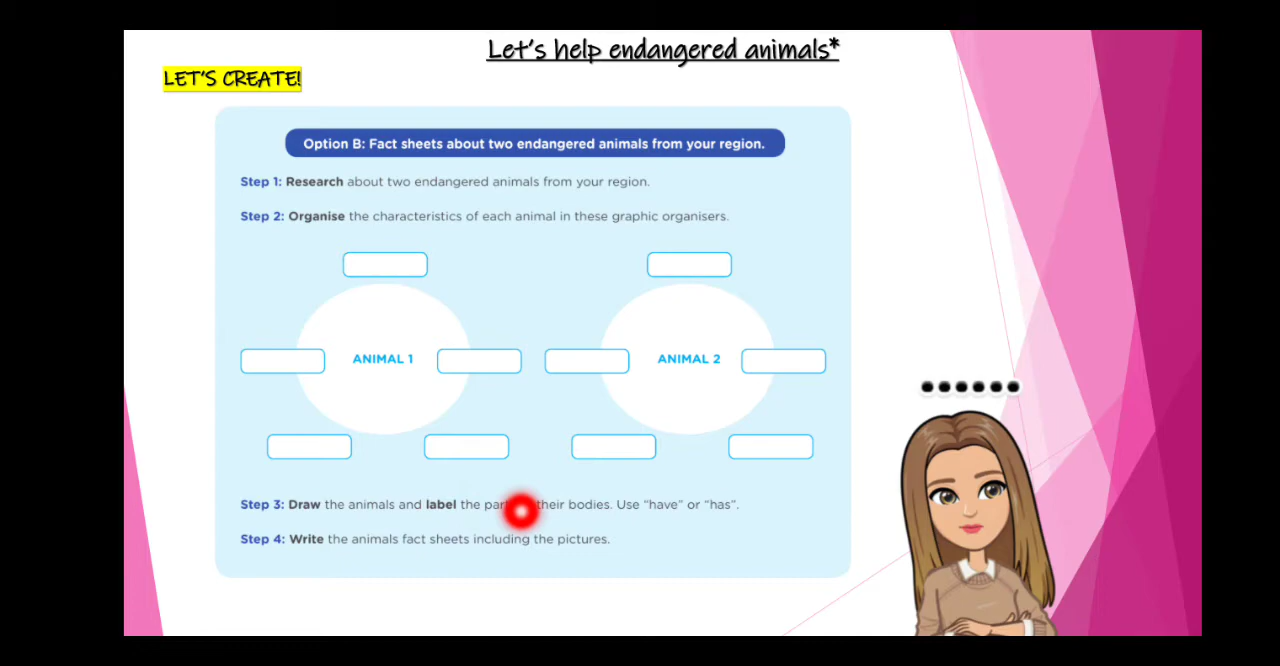 Let's help endangered animals*
LET'S CREATE!
Option B: Fact sheets about two endangered animals from your region.
Step 1: Research about two endangered animals from your region.
Step 2: Organise the characteristics of each animal in these graphic organisers.
ANIMAL 1
ANIMAL 2
Step 3: Draw the animals and label the their bodies. Use “have” or “has”.
Step 4: Write the animals fact sheets including the pictures.